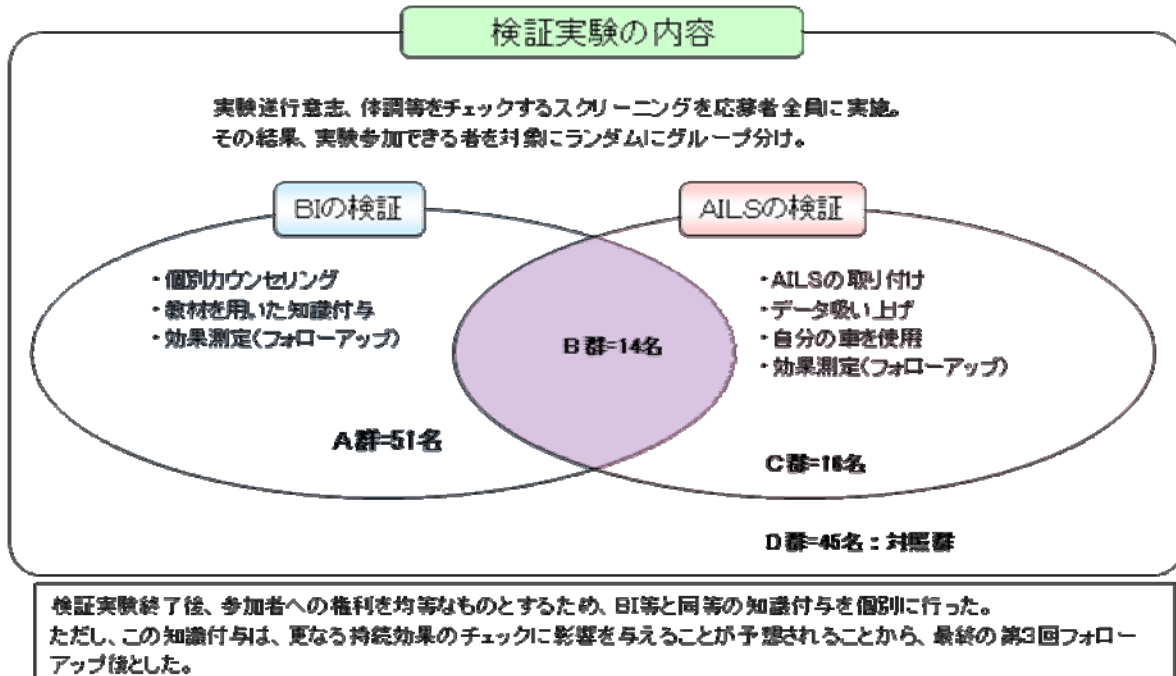 検証実験の内容
実験遂行意志、体調等をチェックするスクリーニングを応募者全員に実施。
その結果、実験参加できる者を対象にランダムにグループ分け。
BIの検証
AILSの検証
・個別カウンセリング
・教材を用いた知識付与
・効果測定(フォローアップ)
・AILSの取り付け
・データ吸い上げ
・自分の車を使用
・効果測定(フォローアップ)
B群=14名
A群=51名
C群=16名
D群=45名:対照群
検証実験終了後、参加者への権利を均等なものとするため、BI等と同等の知識付与を個別に行った。
ただし、この知識付与は、更なる持続効果のチェックに影響を与えることが予想されることから、最終の第3回フォロー
アップ後とした。